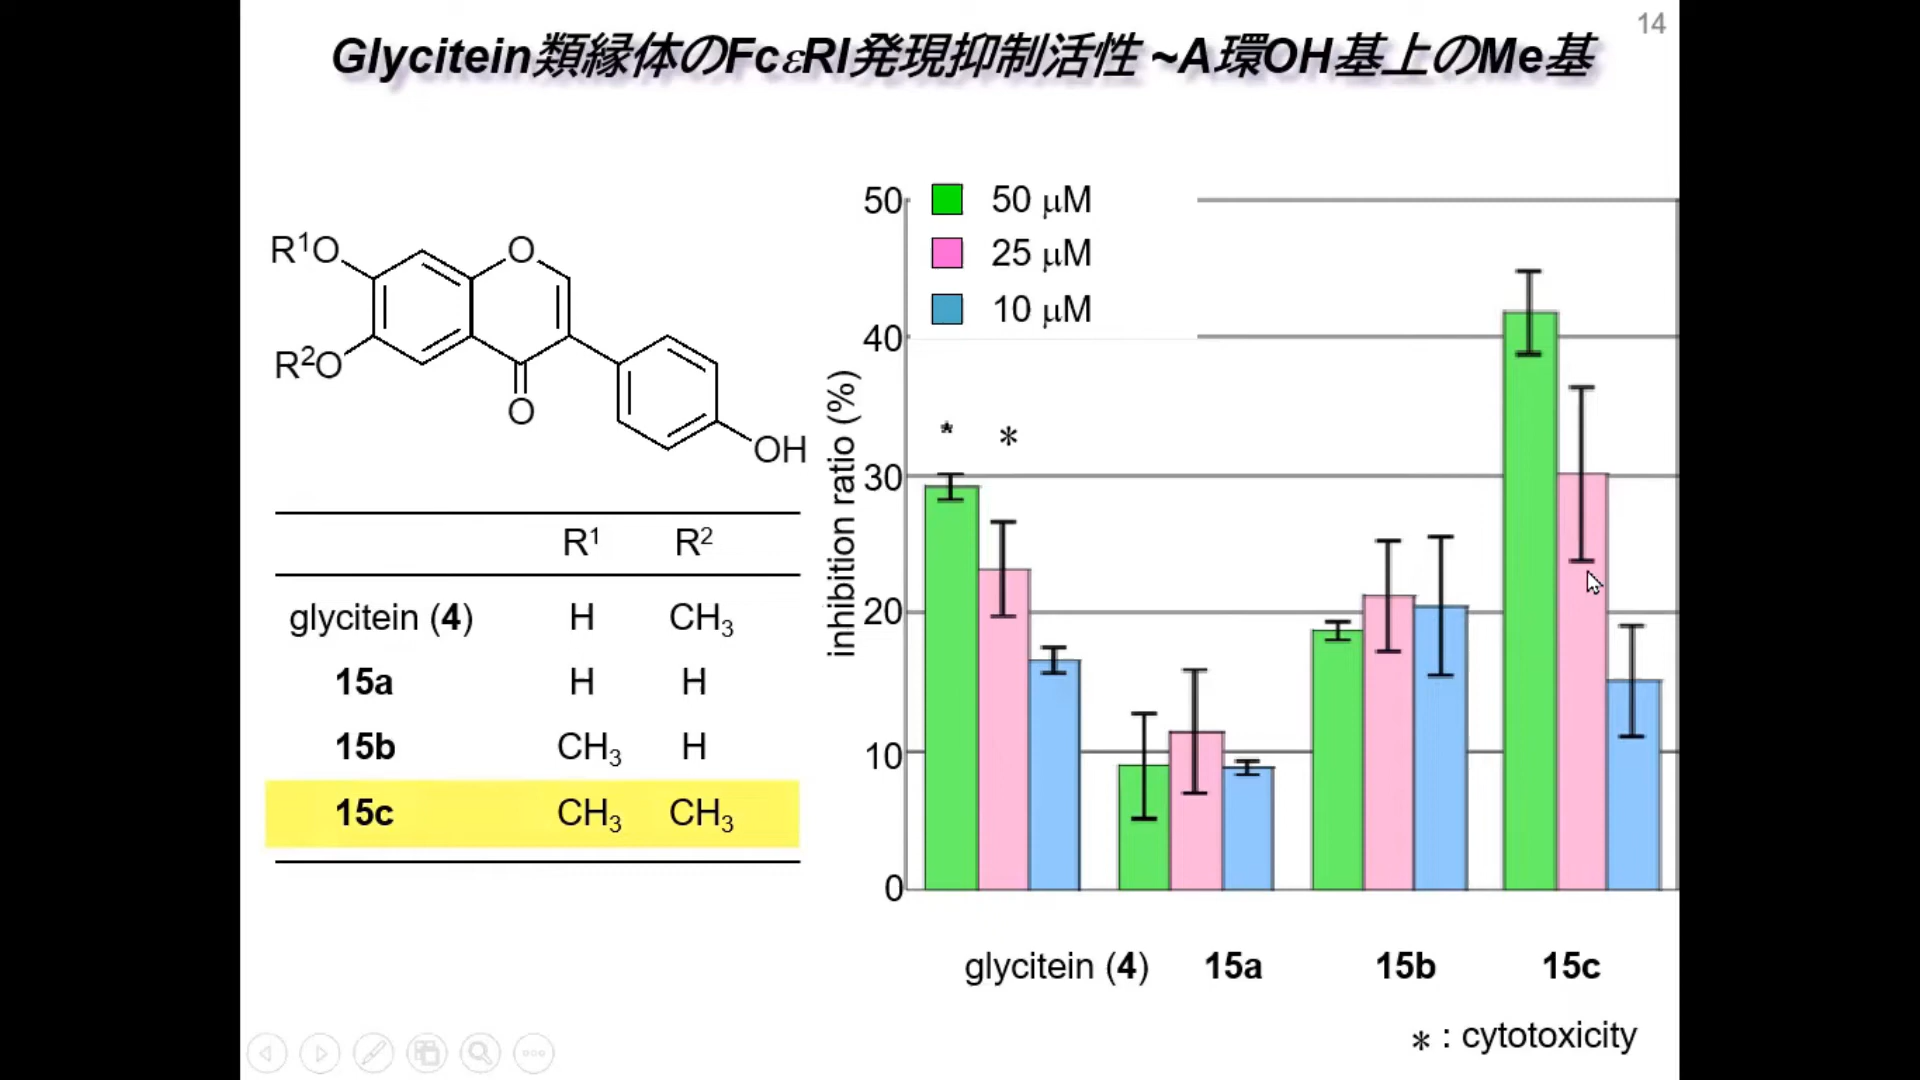 14
Glycitein類縁体のFcεRI発現抑制活性 ~A環OH基上のMe基
R¹O
O
R²O
O
OH
R¹ R²
glycitein (4) H CH₃
15a H H
15b CH₃ H
15c CH₃ CH₃
50 μM
25 μM
10 μM
inhibition ratio (%)
50
40
30
20
10
0
* *
glycitein (4) 15a 15b 15c
* : cytotoxicity